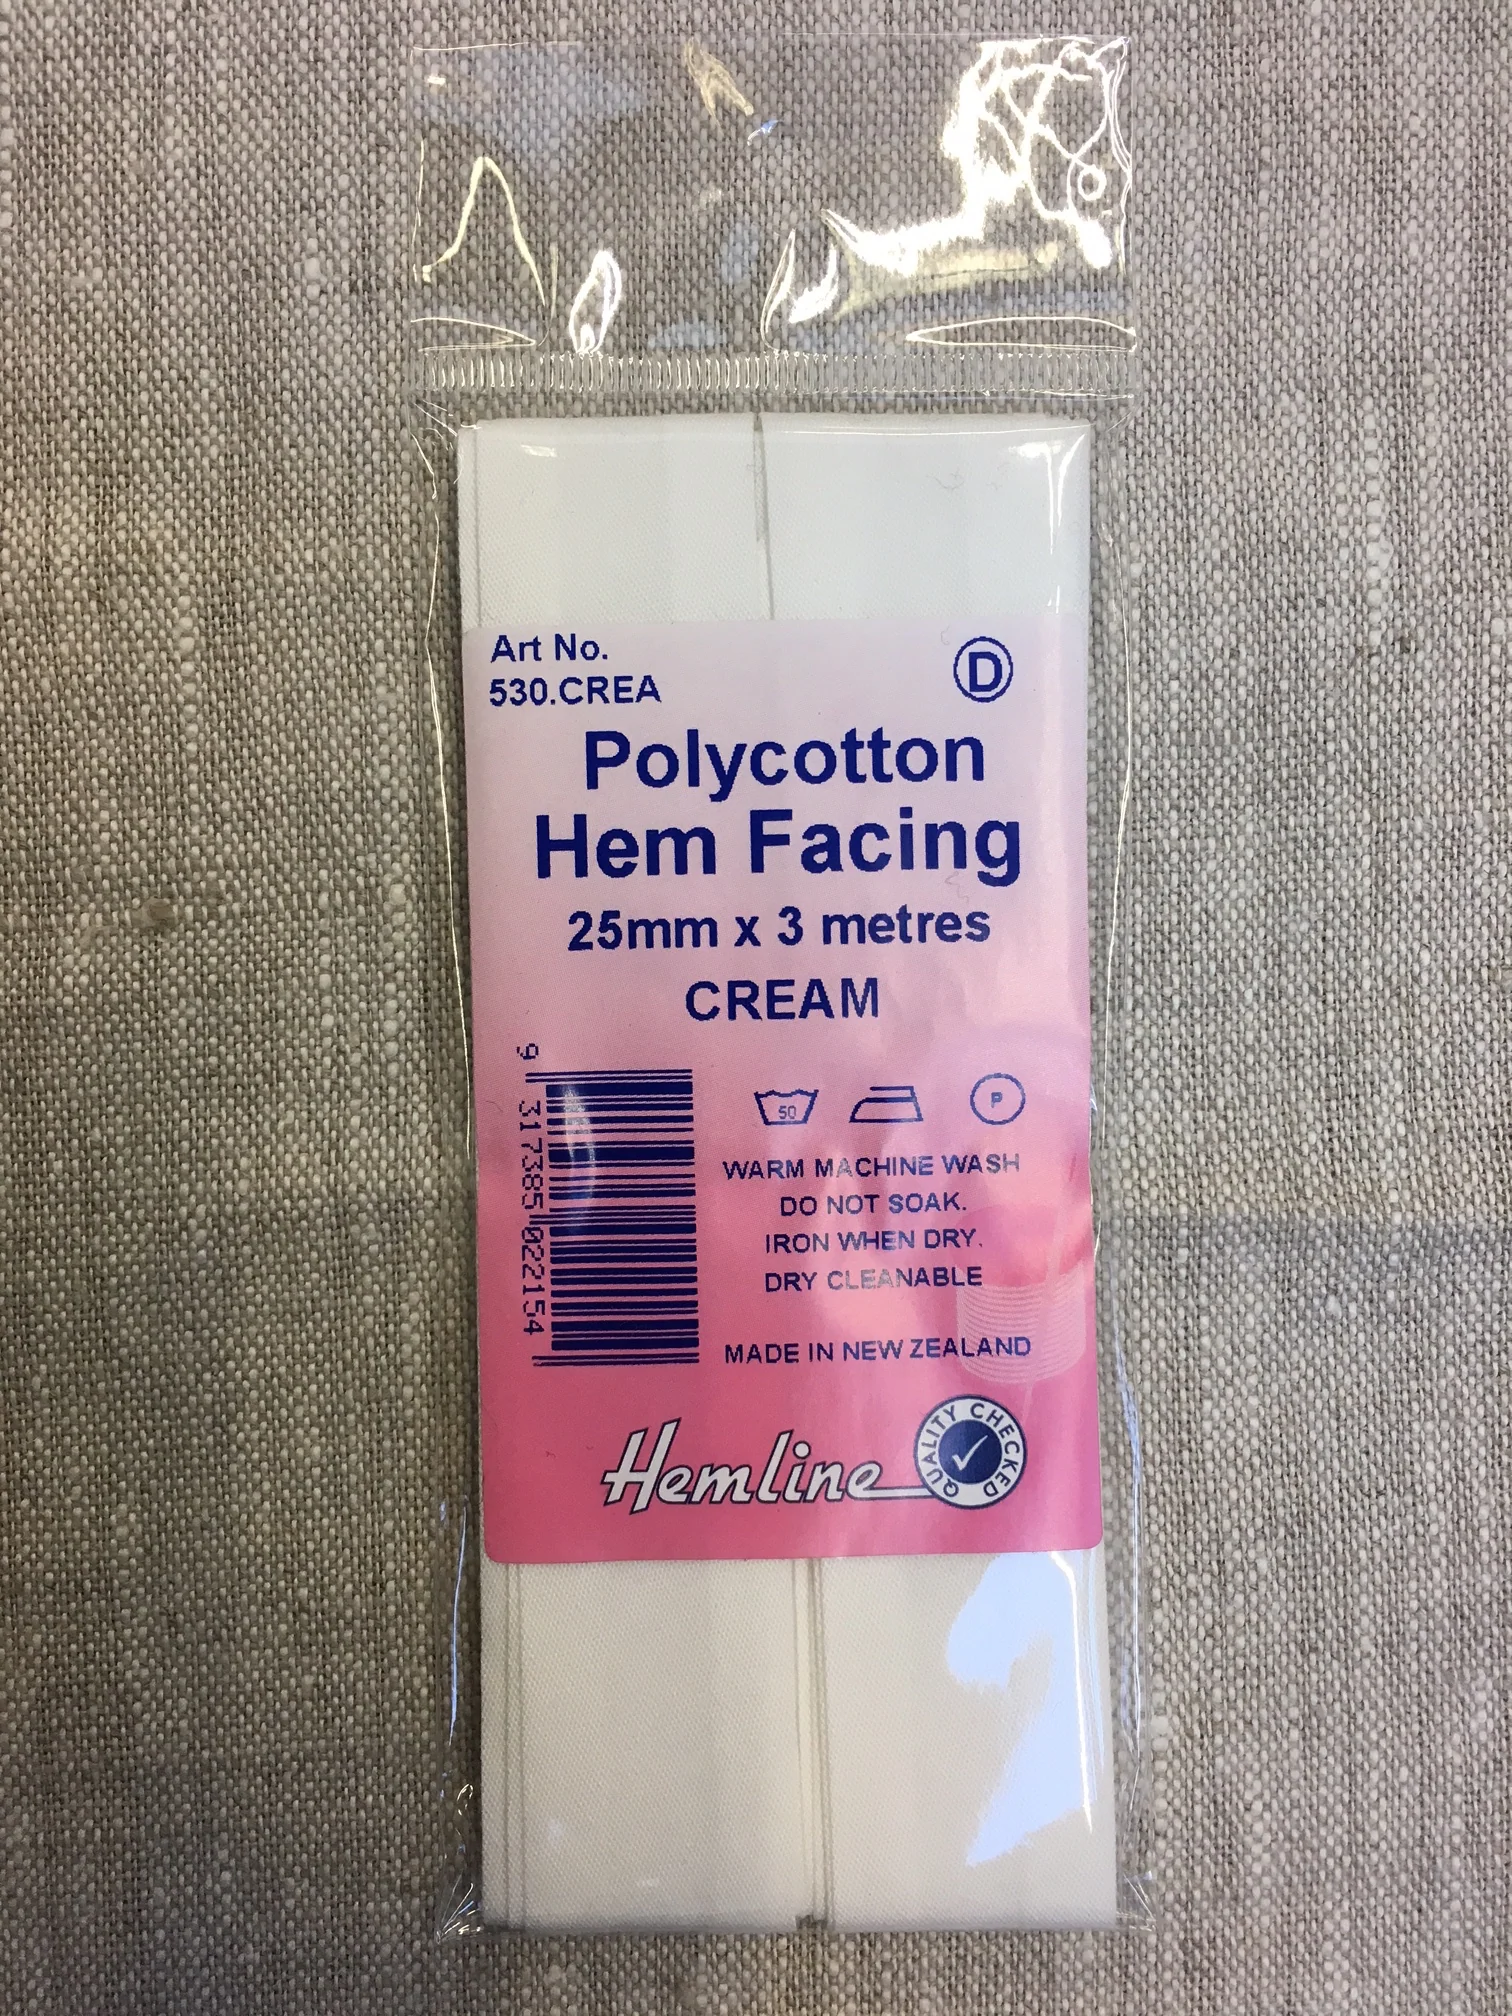 Art No.
530.CREA
D
Polycotton
Hem Facing
25mm x 3 metres
CREAM
9 317385 022154
50
P
WARM MACHINE WASH
DO NOT SOAK.
IRON WHEN DRY.
DRY CLEANABLE
MADE IN NEW ZEALAND
Hemline
QUALITY CHECKED